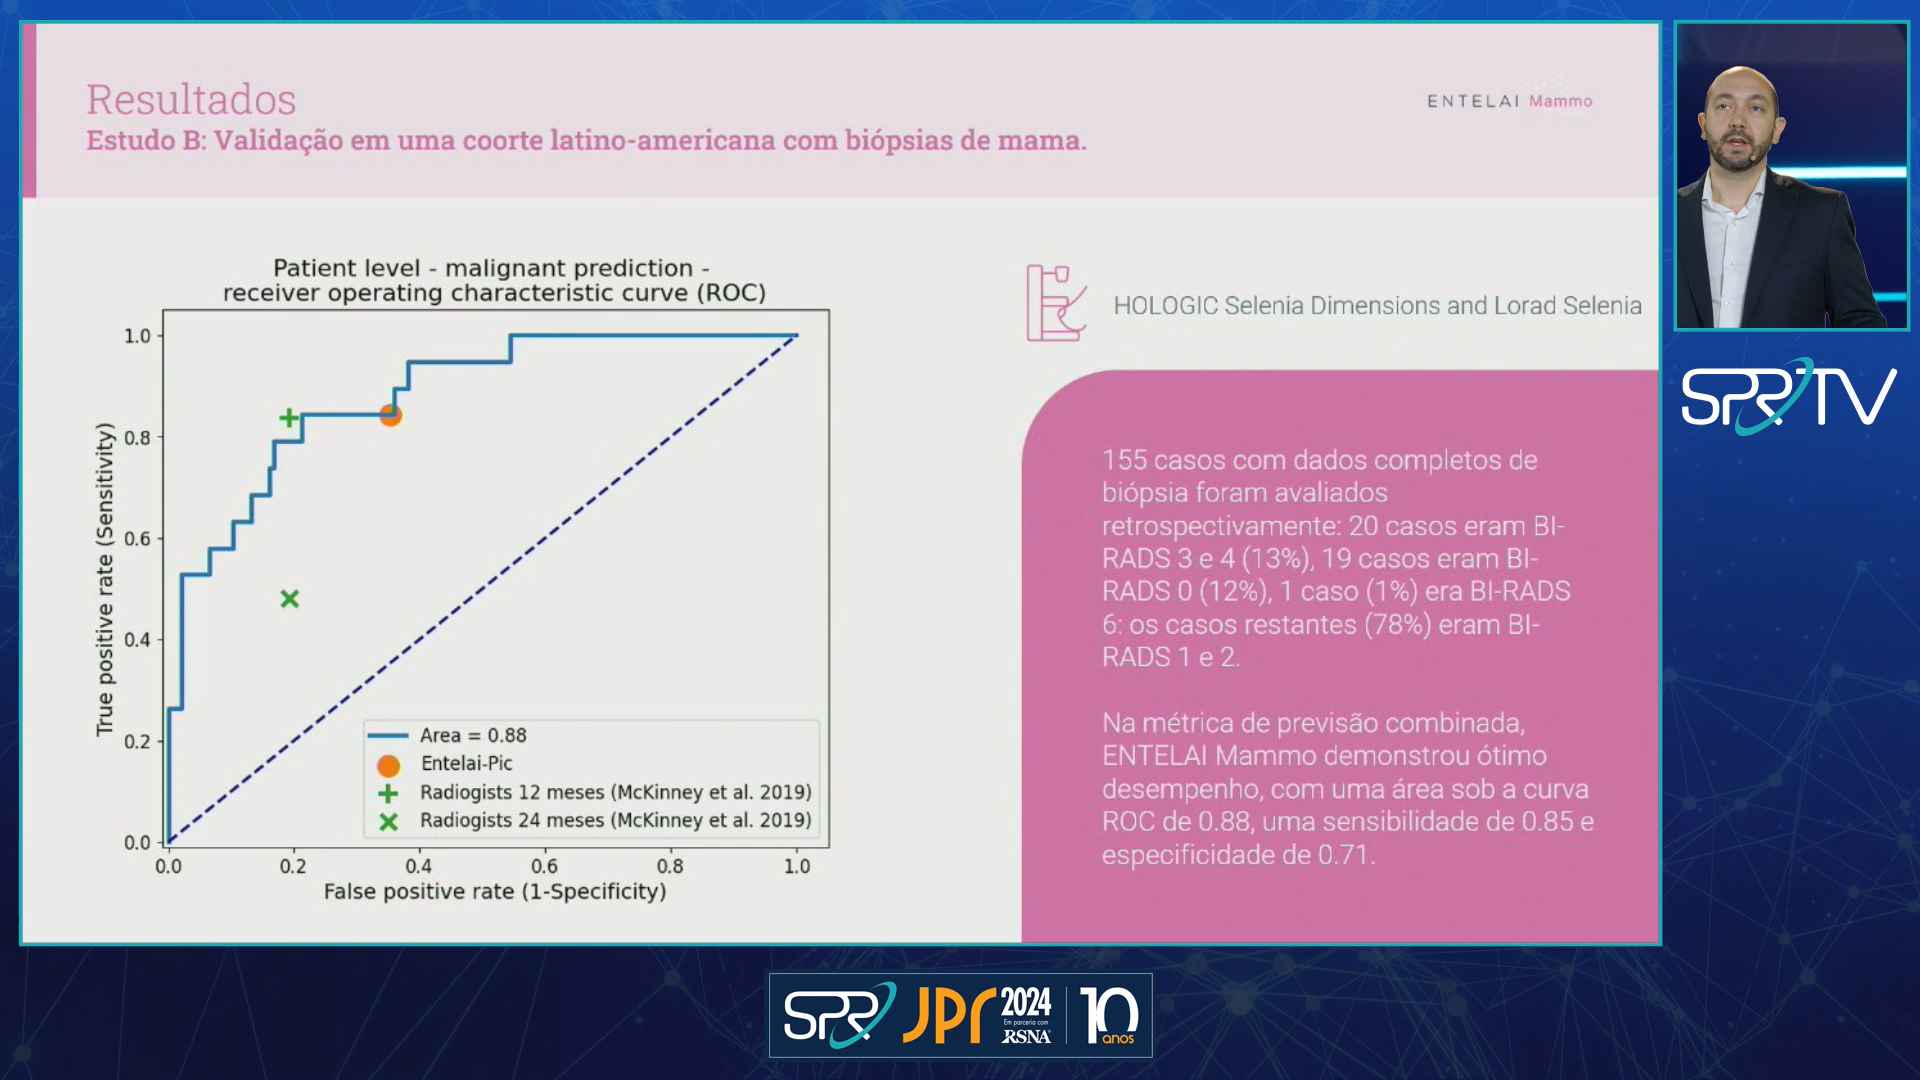 Resultados
Estudo B: Validação em uma coorte latino-americana com biópsias de mama.
ENTELAI Mammo
Patient level - malignant prediction -
receiver operating characteristic curve (ROC)
True positive rate (Sensitivity)
1.0
0.8
0.6
0.4
0.2
0.0
0.0 0.2 0.4 0.6 0.8 1.0
False positive rate (1-Specificity)
Area = 0.88
Entelai-Pic
Radiogists 12 meses (McKinney et al. 2019)
Radiogists 24 meses (McKinney et al. 2019)
HOLOGIC Selenia Dimensions and Lorad Selenia
155 casos com dados completos de
biópsia foram avaliados
retrospectivamente: 20 casos eram BI-
RADS 3 e 4 (13%), 19 casos eram BI-
RADS 0 (12%), 1 caso (1%) era BI-RADS
6: os casos restantes (78%) eram BI-
RADS 1 e 2.
Na métrica de previsão combinada,
ENTELAI Mammo demonstrou ótimo
desempenho, com uma área sob a curva
ROC de 0.88, uma sensibilidade de 0.85 e
especificidade de 0.71.
SPR TV
SPR JPR 2024
Em parceria com
RSNA
10
anos